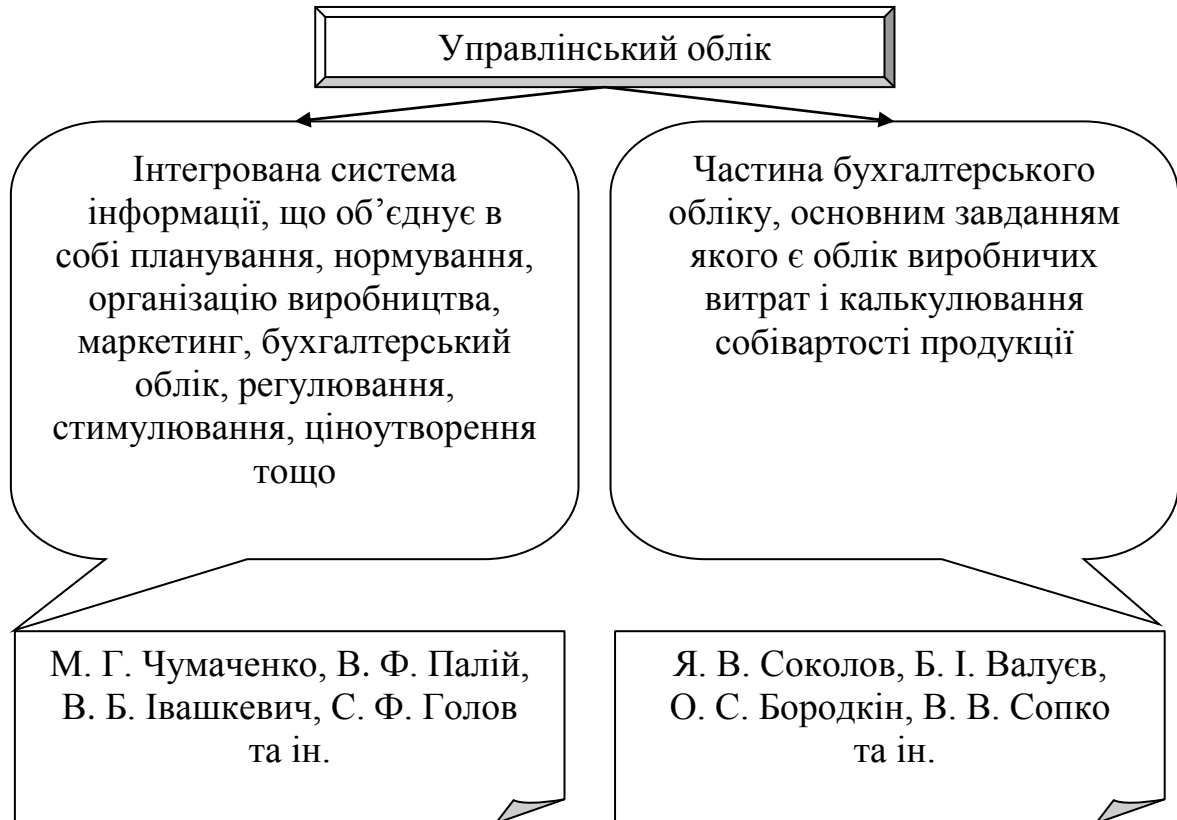 Управлінський облік
Інтегрована система
інформації, що об’єднує в
собі планування, нормування,
організацію виробництва,
маркетинг, бухгалтерський
облік, регулювання,
стимулювання, ціноутворення
тощо
Частина бухгалтерського
обліку, основним завданням
якого є облік виробничих
витрат і калькулювання
собівартості продукції
М. Г. Чумаченко, В. Ф. Палій,
В. Б. Івашкевич, С. Ф. Голов
та ін.
Я. В. Соколов, Б. І. Валуєв,
О. С. Бородкін, В. В. Сопко
та ін.